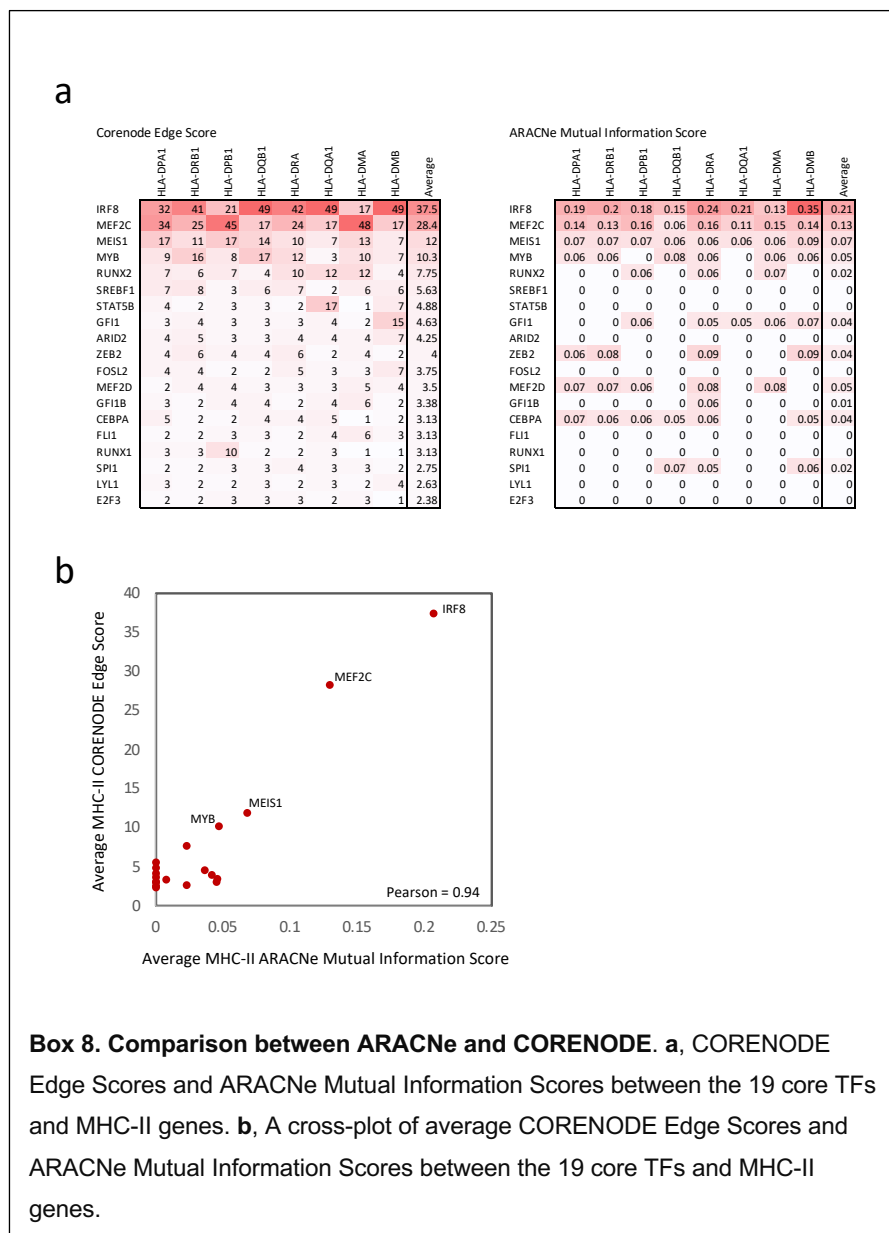 a
Corenode Edge Score
HLA-DPA1 HLA-DRB1 HLA-DPB1 HLA-DQB1 HLA-DRA HLA-DQA1 HLA-DMA HLA-DMB Average
IRF8 32 41 21 49 42 49 17 49 37.5
MEF2C 34 25 45 17 24 17 48 17 28.4
MEIS1 17 11 17 14 10 7 13 7 12
MYB 9 16 8 17 12 3 10 7 10.3
RUNX2 7 6 7 4 10 12 12 4 7.75
SREBF1 7 8 3 6 7 2 6 6 5.63
STAT5B 4 2 3 3 2 17 1 7 4.88
GFI1 3 4 3 3 3 4 2 15 4.63
ARID2 4 5 3 3 4 4 4 7 4.25
ZEB2 4 6 4 4 6 2 4 2 4
FOSL2 4 4 2 2 5 3 3 7 3.75
MEF2D 2 4 4 3 3 3 5 4 3.5
GFI1B 3 2 4 4 2 4 6 2 3.38
CEBPA 5 2 2 4 4 5 1 2 3.13
FLI1 2 2 3 3 2 4 6 3 3.13
RUNX1 3 3 10 2 2 3 1 1 3.13
SPI1 2 2 3 3 4 3 3 2 2.75
LYL1 3 2 2 3 2 3 2 4 2.63
E2F3 2 2 3 3 3 2 3 1 2.38
ARACNe Mutual Information Score
HLA-DPA1 HLA-DRB1 HLA-DPB1 HLA-DQB1 HLA-DRA HLA-DQA1 HLA-DMA HLA-DMB Average
IRF8 0.19 0.2 0.18 0.15 0.24 0.21 0.13 0.35 0.21
MEF2C 0.14 0.13 0.16 0.06 0.16 0.11 0.15 0.14 0.13
MEIS1 0.07 0.07 0.07 0.06 0.06 0.06 0.06 0.09 0.07
MYB 0.06 0.06 0 0.08 0.06 0 0.06 0.06 0.05
RUNX2 0 0 0.06 0 0.06 0 0.07 0 0.02
SREBF1 0 0 0 0 0 0 0 0 0
STAT5B 0 0 0 0 0 0 0 0 0
GFI1 0 0 0.06 0 0.05 0.05 0.06 0.07 0.04
ARID2 0 0 0 0 0 0 0 0 0
ZEB2 0.06 0.08 0 0 0.09 0 0 0.09 0.04
FOSL2 0 0 0 0 0 0 0 0 0
MEF2D 0.07 0.07 0.06 0 0.08 0 0.08 0 0.05
GFI1B 0 0 0 0 0.06 0 0 0 0.01
CEBPA 0.07 0.06 0.06 0.05 0.06 0 0 0.05 0.04
FLI1 0 0 0 0 0 0 0 0 0
RUNX1 0 0 0 0 0 0 0 0 0
SPI1 0 0 0 0.07 0.05 0 0 0.06 0.02
LYL1 0 0 0 0 0 0 0 0 0
E2F3 0 0 0 0 0 0 0 0 0
b
Average MHC-II CORENODE Edge Score
40
35
30
25
20
15
10
5
0
IRF8
MEF2C
MEIS1
MYB
Pearson = 0.94
0 0.05 0.1 0.15 0.2 0.25
Average MHC-II ARACNe Mutual Information Score
Box 8. Comparison between ARACNe and CORENODE. a, CORENODE
Edge Scores and ARACNe Mutual Information Scores between the 19 core TFs
and MHC-II genes. b, A cross-plot of average CORENODE Edge Scores and
ARACNe Mutual Information Scores between the 19 core TFs and MHC-II
genes.